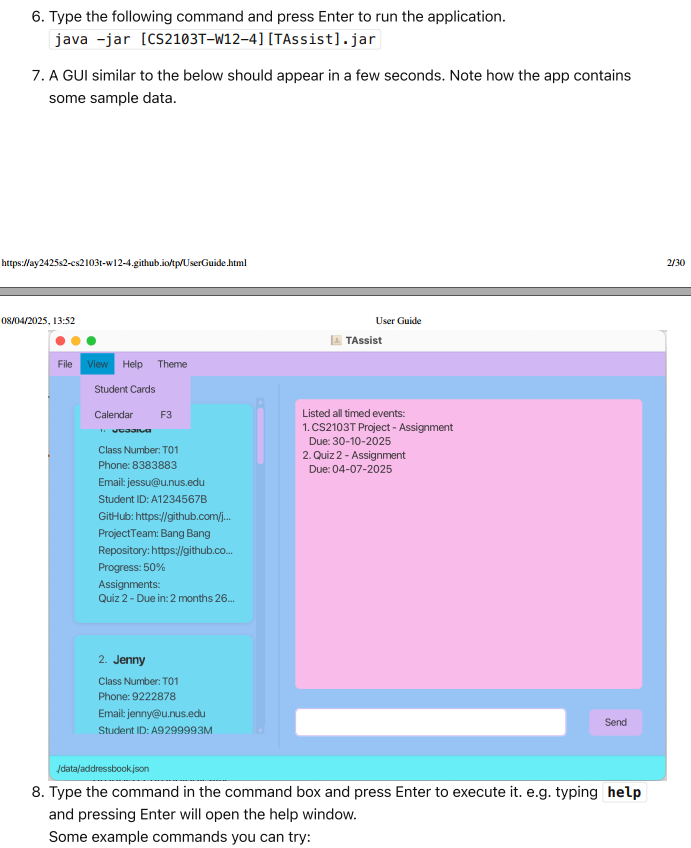 6. Type the following command and press Enter to run the application.
java -jar [CS2103T-W12-4][TAssist].jar
7. A GUI similar to the below should appear in a few seconds. Note how the app contains
some sample data.
https://ay2425s2-cs2103t-w12-4.github.io/tp/UserGuide.html
2/30
08/04/2025, 13:52
User Guide
TAssist
File View Help Theme
Student Cards
Calendar F3
1. Jessica
Class Number: T01
Phone: 8383883
Email: jessu@u.nus.edu
Student ID: A1234567B
GitHub: https://github.com/j...
ProjectTeam: Bang Bang
Repository: https://github.co...
Progress: 50%
Assignments:
Quiz 2 - Due in: 2 months 26...
2. Jenny
Class Number: T01
Phone: 9222878
Email: jenny@u.nus.edu
Student ID: A9299993M
Listed all timed events:
1. CS2103T Project - Assignment
Due: 30-10-2025
2. Quiz 2 - Assignment
Due: 04-07-2025
Send
/data/addressbook.json
8. Type the command in the command box and press Enter to execute it. e.g. typing help
and pressing Enter will open the help window.
Some example commands you can try: